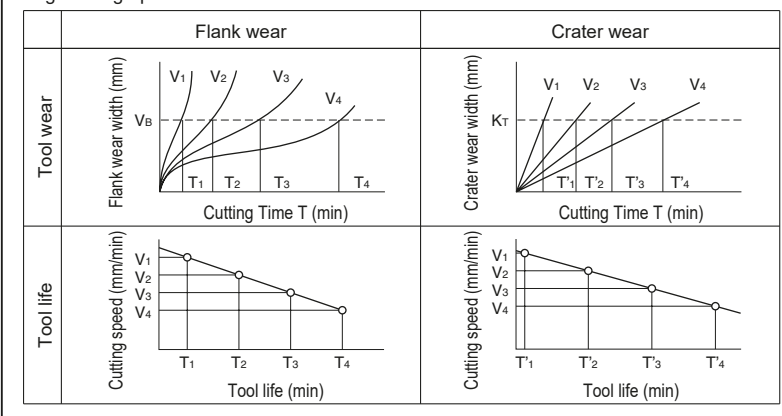 Flank wear
Crater wear
Tool wear
Flank wear width (mm)
VB
V1 V2 V3 V4
T1 T2 T3 T4
Cutting Time T (min)
Crater wear width (mm)
KT
V1 V2 V3 V4
T'1 T'2 T'3 T'4
Cutting Time T (min)
Tool life
Cutting speed (mm/min)
V1
V2
V3
V4
T1 T2 T3 T4
Tool life (min)
Cutting speed (mm/min)
V1
V2
V3
V4
T'1 T'2 T'3 T'4
Tool life (min)